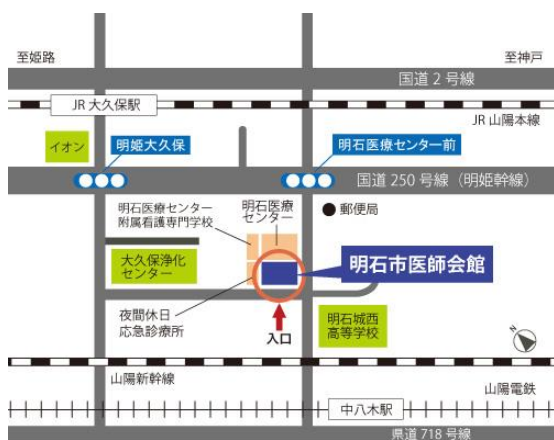 至姫路
至神戸
国道 2 号線
JR 大久保駅
JR 山陽本線
イオン
明姫大久保
明石医療センター前
国道 250 号線（明姫幹線）
明石医療センター
附属看護専門学校
明石医療
センター
郵便局
大久保浄化
センター
明石市医師会館
夜間休日
応急診療所
入口
明石城西
高等学校
N
山陽新幹線
山陽電鉄
中八木駅
県道 718 号線